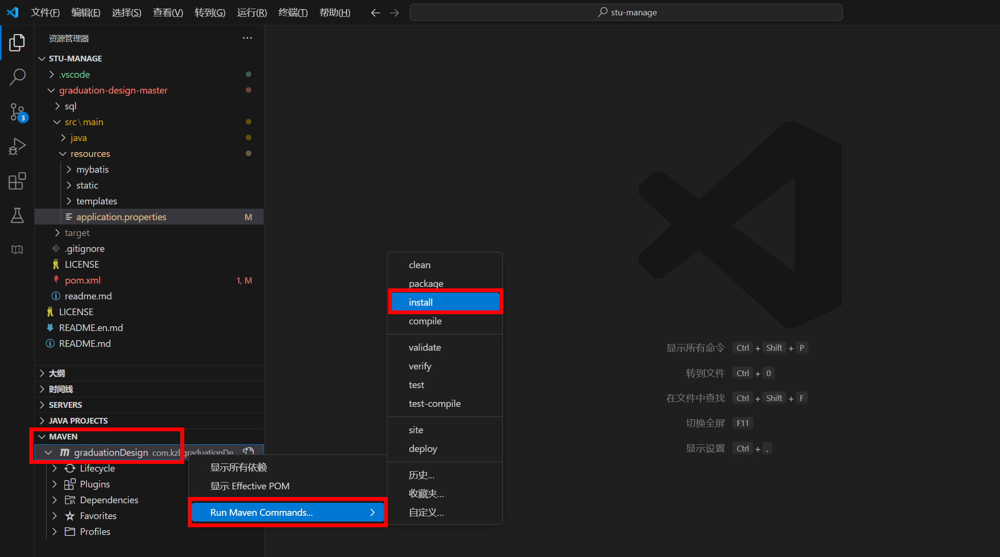 文件(F) 编辑(E) 选择(S) 查看(V) 转到(G) 运行(R) 终端(T) 帮助(H) stu-manage
资源管理器 ...
STU-MANAGE
.vscode
graduation-design-master
sql
src\main
java
resources
mybatis
static
templates
application.properties M
target
.gitignore
LICENSE
pom.xml 1, M
readme.md
LICENSE
README.en.md
README.md
大纲
时间线
SERVERS
JAVA PROJECTS
MAVEN
graduationDesign com.kzl.graduationDe
Lifecycle
Plugins
Dependencies
Favorites
Profiles
3
显示所有依赖
显示 Effective POM
Run Maven Commands...
clean
package
install
compile
validate
verify
test
test-compile
site
deploy
历史...
收藏夹...
自定义...
显示所有命令 Ctrl + Shift + P
转到文件 Ctrl + 0
在文件中查找 Ctrl + Shift + F
切换全屏 F11
显示设置 Ctrl + ,